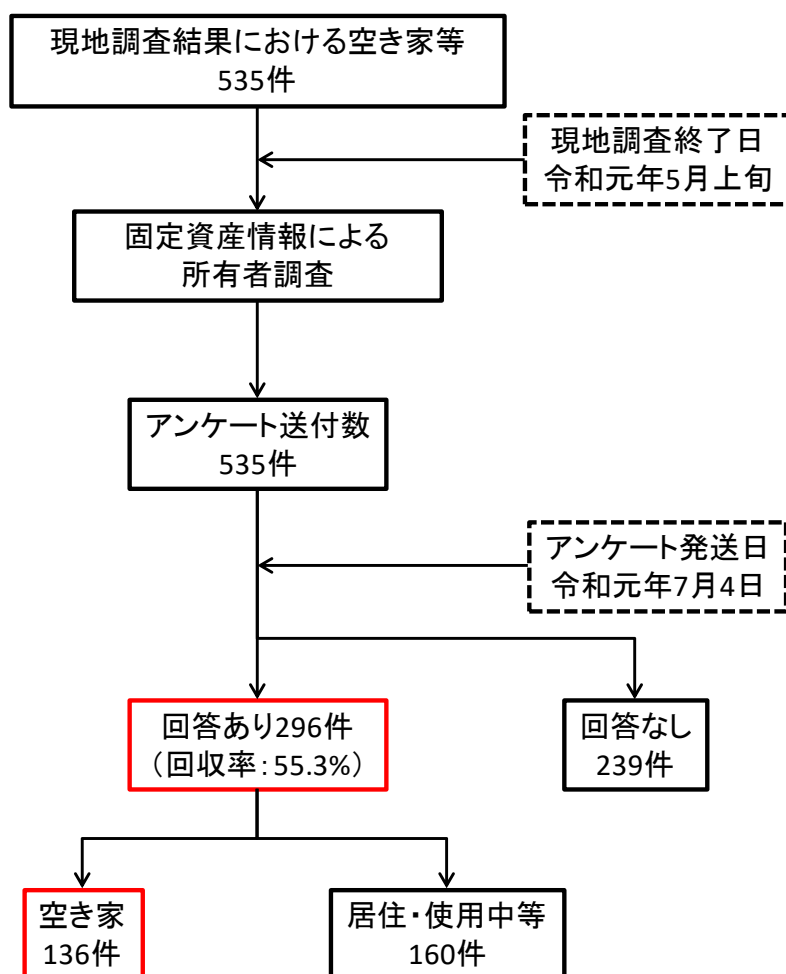 現地調査結果における空き家等
535件
現地調査終了日
令和元年5月上旬
固定資産情報による
所有者調査
アンケート送付数
535件
アンケート発送日
令和元年7月4日
回答あり296件
（回収率：55.3%）
回答なし
239件
空き家
136件
居住・使用中等
160件